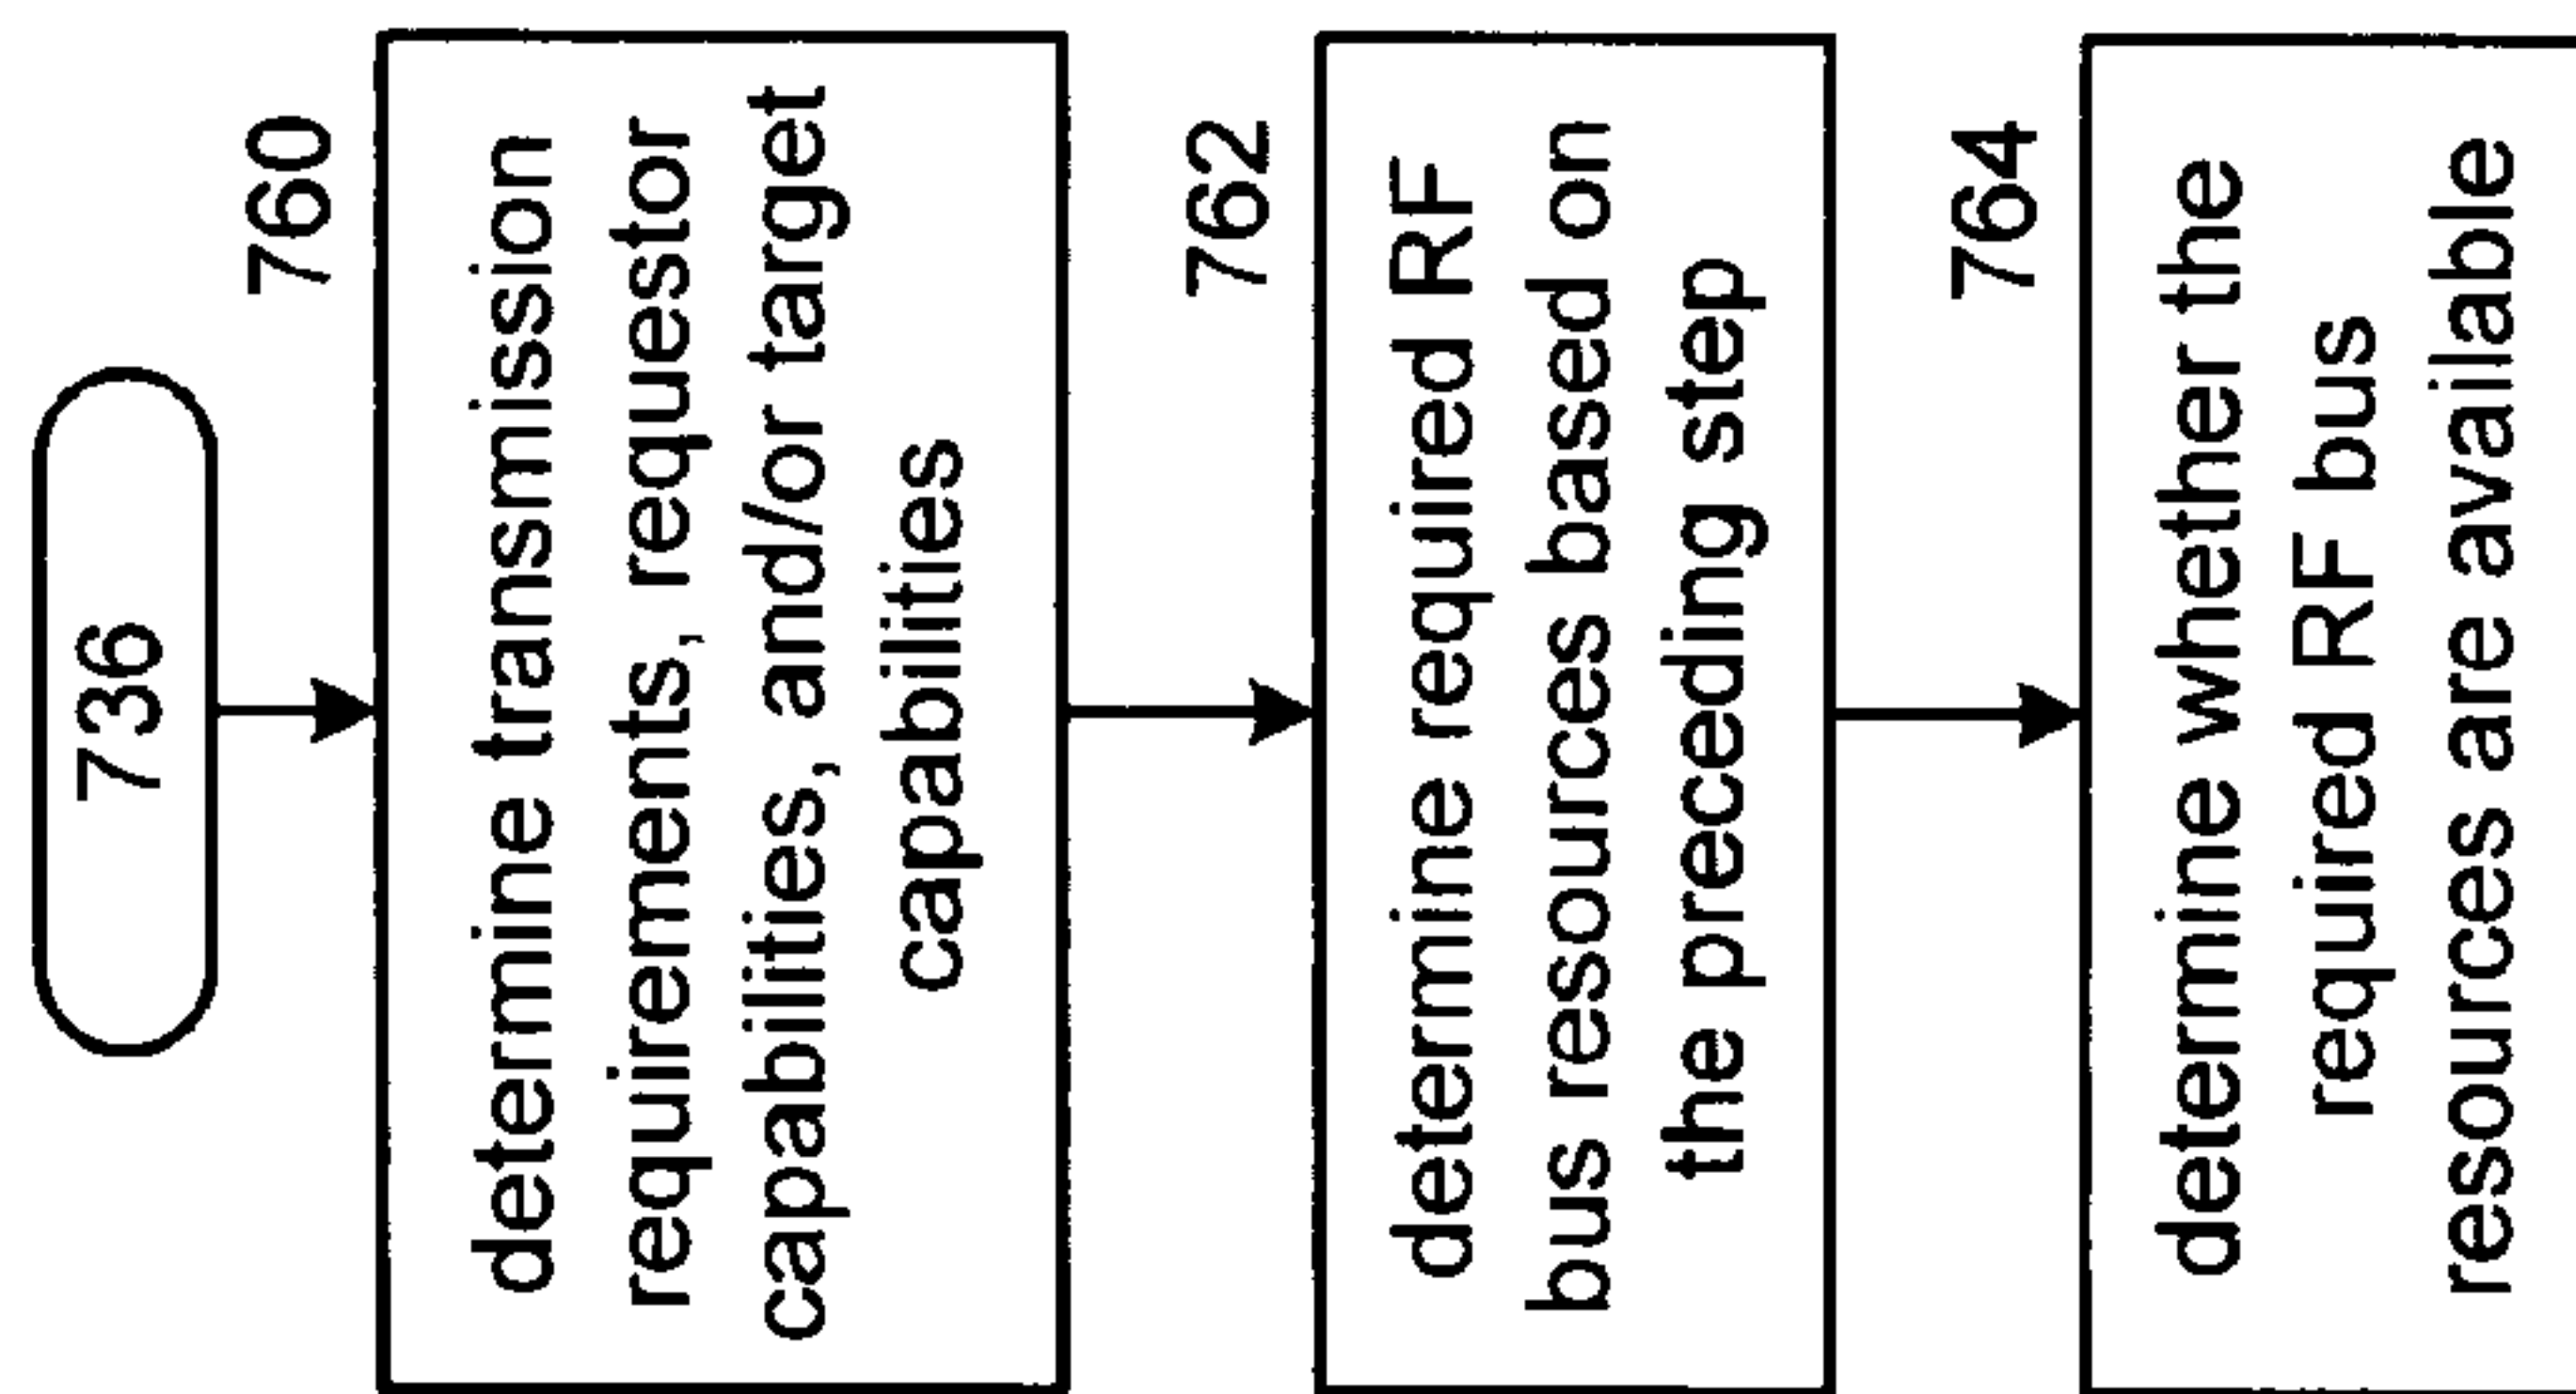 736
760
determine transmission
requirements, requestor
capabilities, and/or target
capabilities
762
determine required RF
bus resources based on
the preceding step
764
determine whether the
required RF bus
resources are available